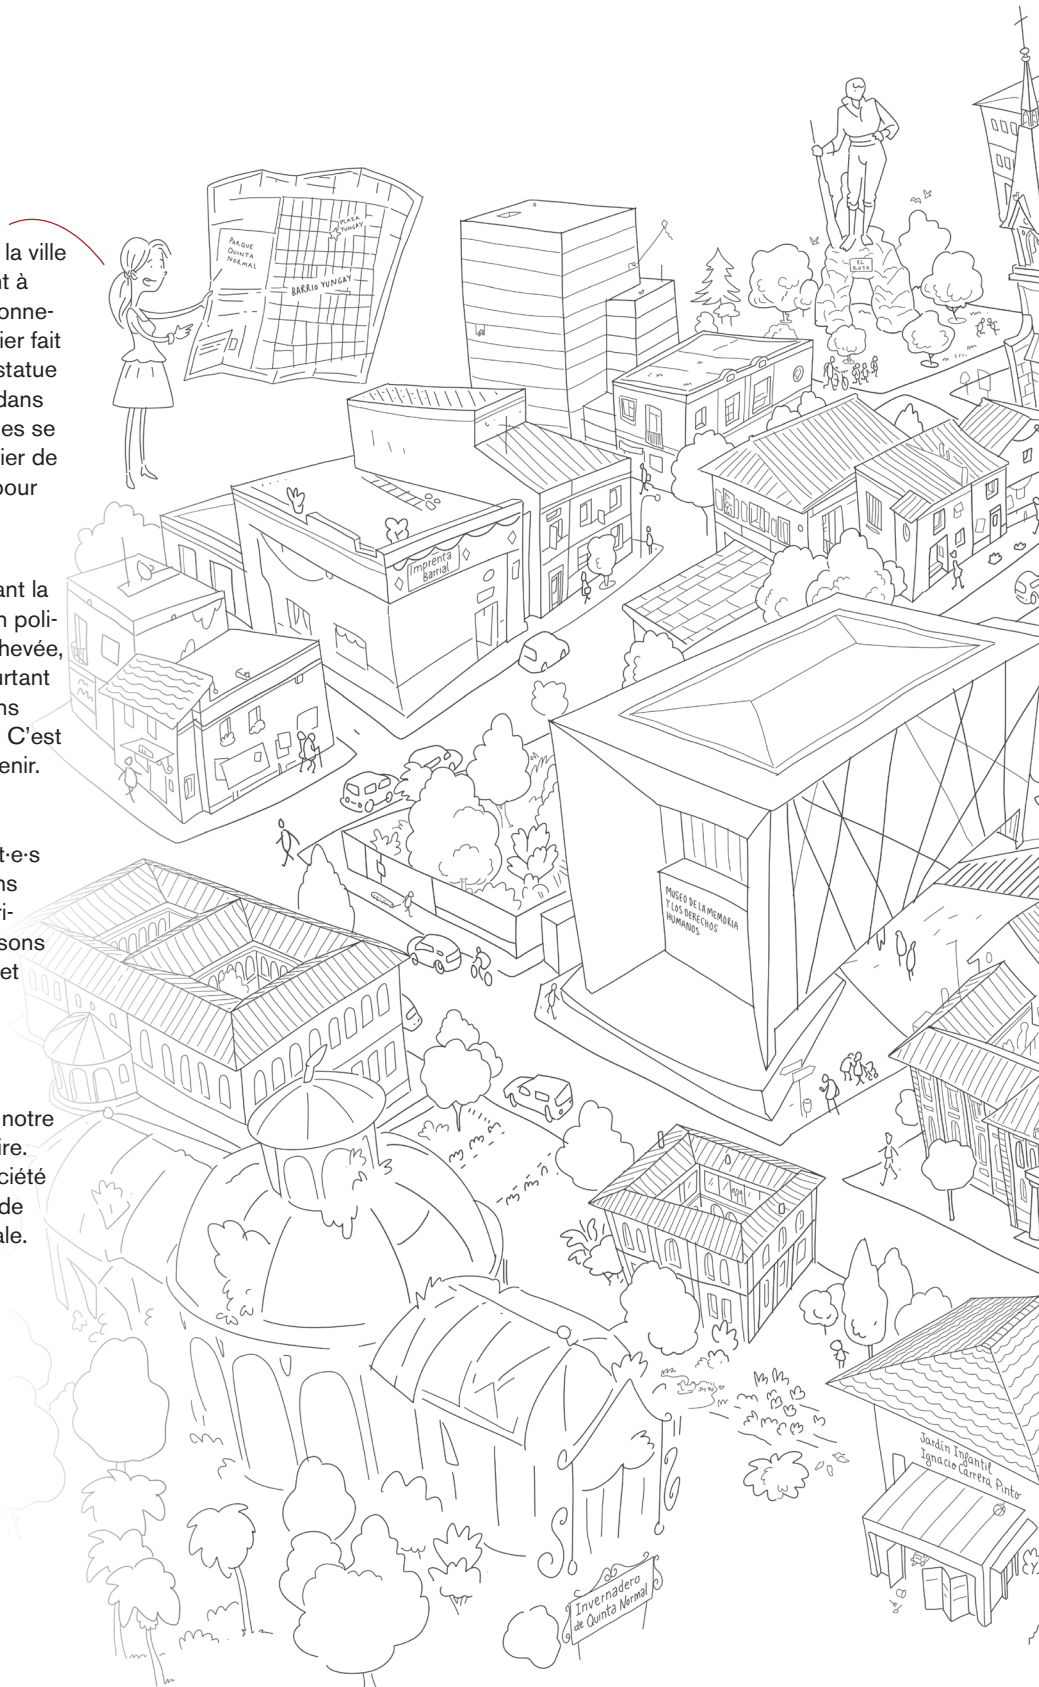 la ville
t à
onne-
ier fait
statue
dans
es se
ier de
pour
ant la
n poli-
hevée,
urtant
ns
C'est
enir.
t·e·s
ns
ri-
sons
et
notre
ire.
ciété
de
ale.
PARQUE
QUINTA
NORMAL
PLAZA
YUNGAY
BARRIO YUNGAY
EL
ROTO
Imprenta
Barrial
MUSEO DE LA MEMORIA
Y LOS DERECHOS
HUMANOS
Jardín Infantil
Ignacio Carrera Pinto
Invernadero
de Quinta Normal